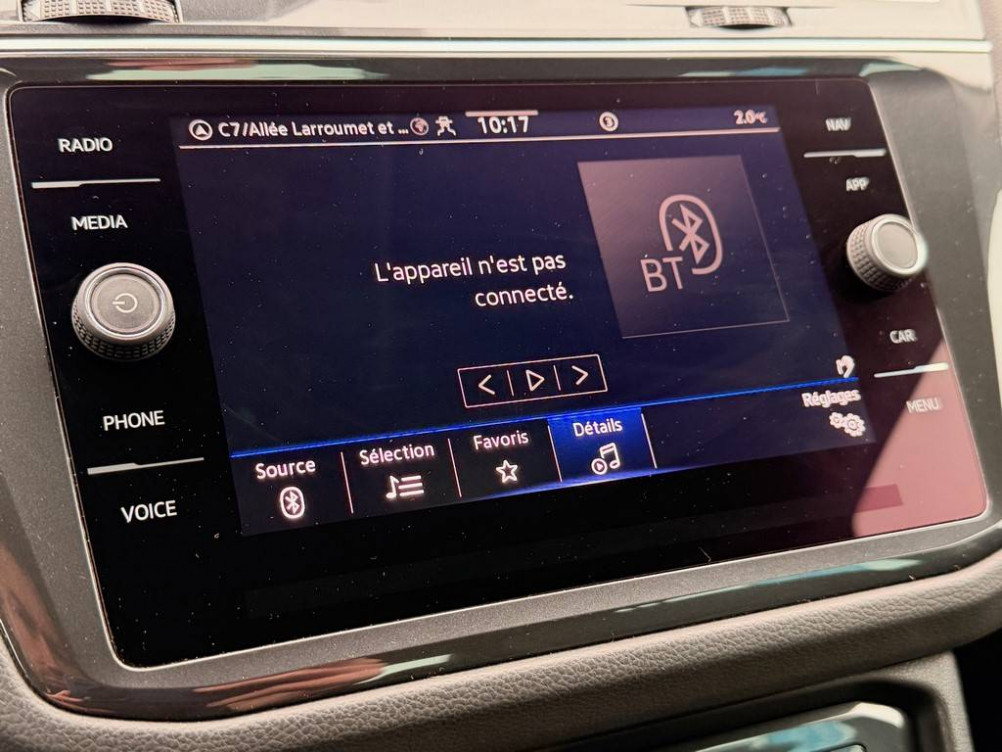 RADIO
MEDIA
PHONE
VOICE
C7/Allée Larroumet et ...
10:17
3
2.0°C
L'appareil n'est pas
connecté.
BT
Source
Sélection
Favoris
Détails
Réglages
NAV
APP
CAR
MENU